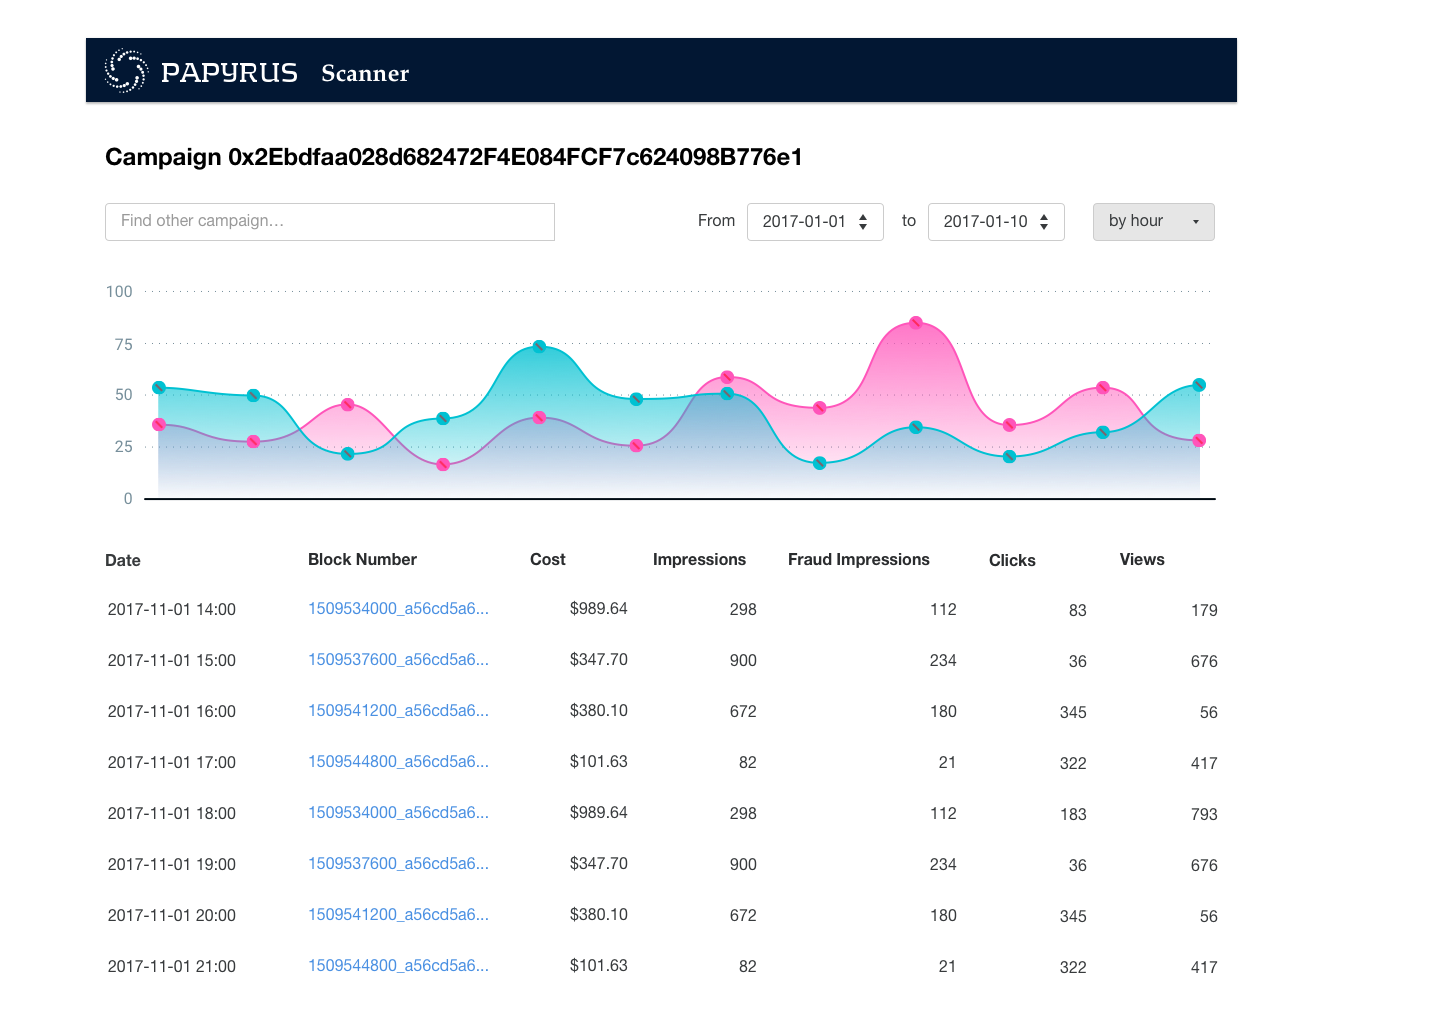 PAPYRUS Scanner
Campaign 0x2Ebdfaa028d682472F4E084FCF7c624098B776e1
Find other campaign... From 2017-01-01 to 2017-01-10 by hour
100
75
50
25
0
Date Block Number Cost Impressions Fraud Impressions Clicks Views
2017-11-01 14:00 1509534000_a56cd5a6... $989.64 298 112 83 179
2017-11-01 15:00 1509537600_a56cd5a6... $347.70 900 234 36 676
2017-11-01 16:00 1509541200_a56cd5a6... $380.10 672 180 345 56
2017-11-01 17:00 1509544800_a56cd5a6... $101.63 82 21 322 417
2017-11-01 18:00 1509534000_a56cd5a6... $989.64 298 112 183 793
2017-11-01 19:00 1509537600_a56cd5a6... $347.70 900 234 36 676
2017-11-01 20:00 1509541200_a56cd5a6... $380.10 672 180 345 56
2017-11-01 21:00 1509544800_a56cd5a6... $101.63 82 21 322 417